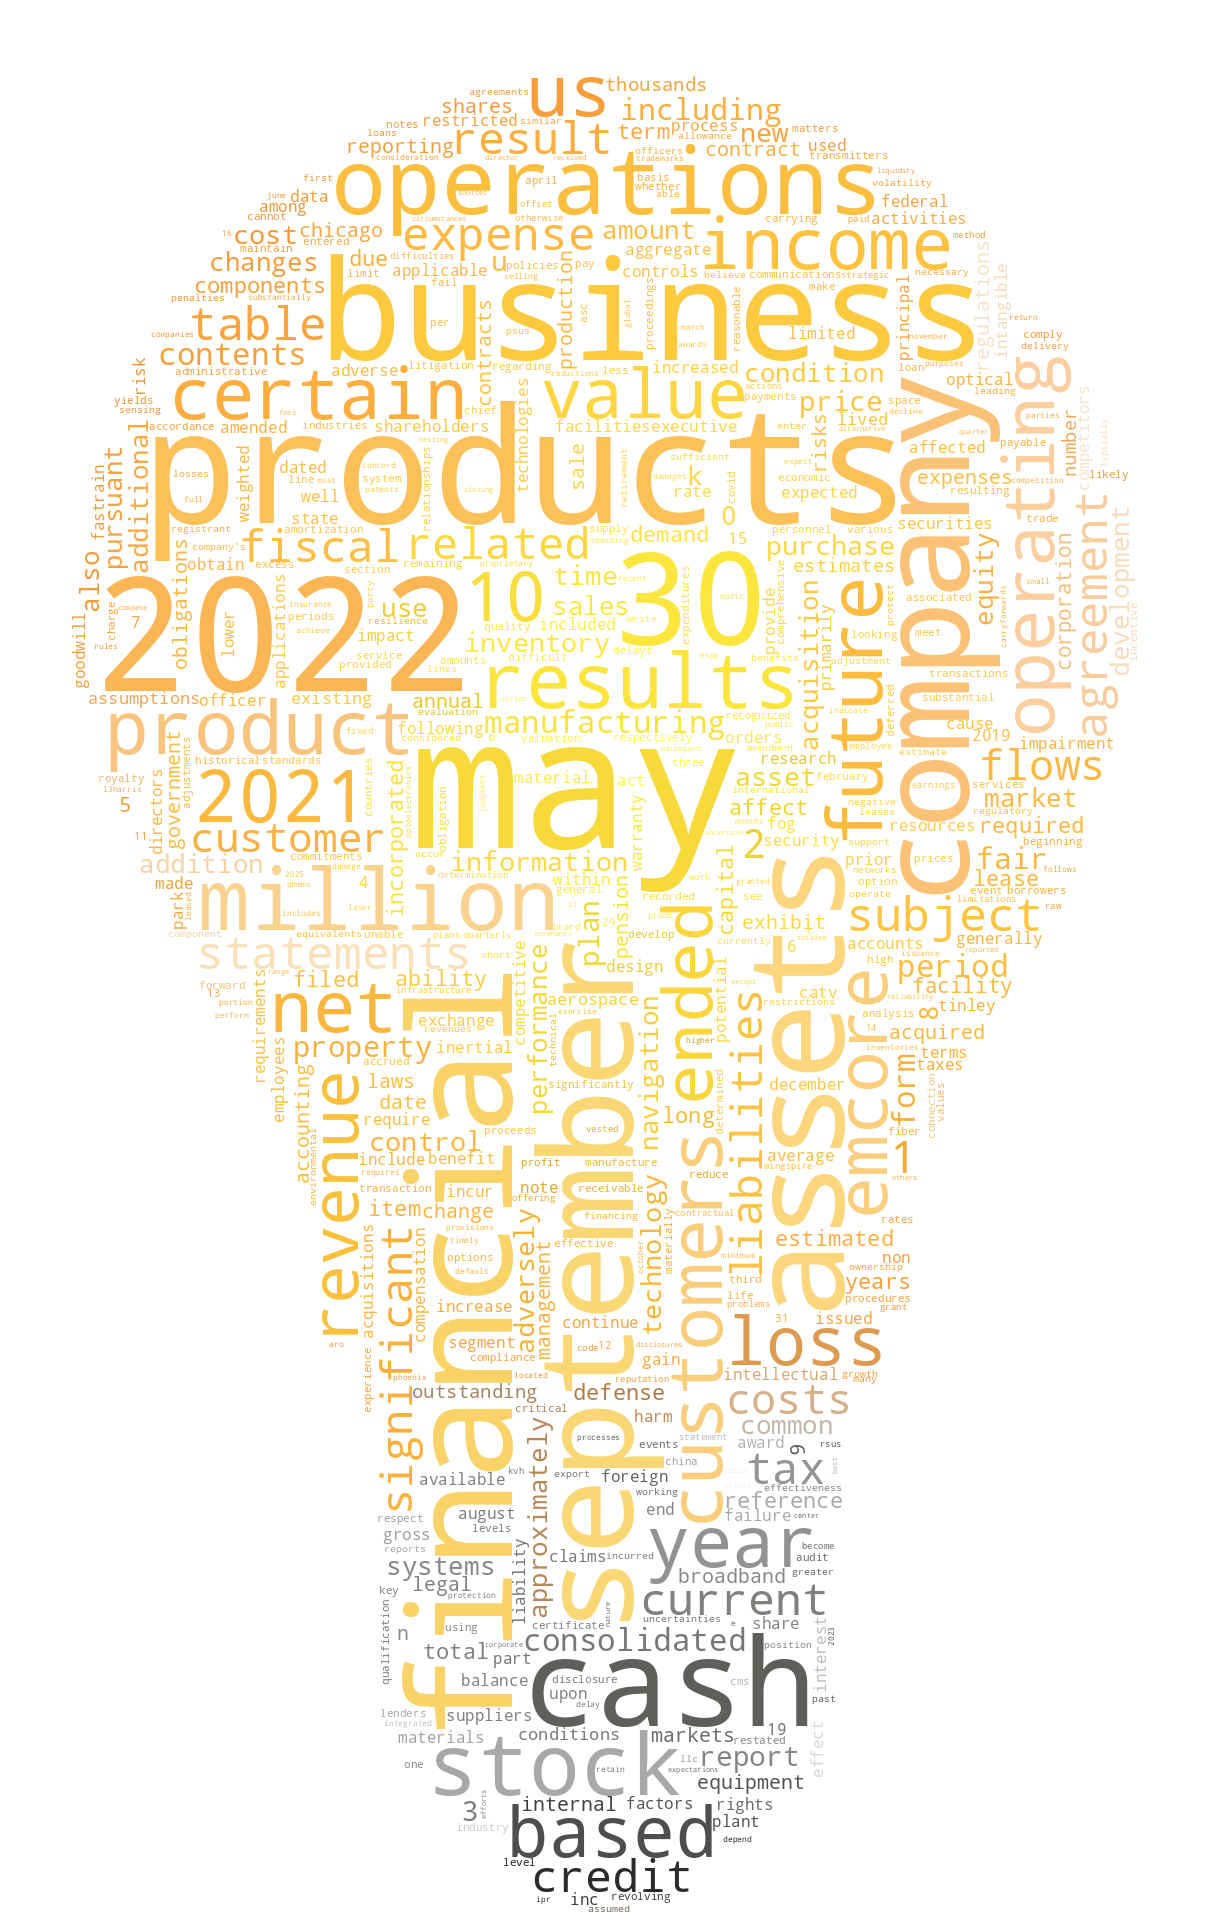 us
thousands
agreements
shares
including
notes
restricted
similar
result
term
process
new
matters
loans
allowance
reporting
officers
contract
used
consideration
director
received
trademarks
transmitters
operations
first
april
basis
whether
able
liquidity
volatility
june
data
sources
offset
federal
among
cannot
circumstances
otherwise
carrying
paid
activities
16
cost
chicago
expense
amount
income
method
maintain
entered
difficulties
aggregate
changes
due
u
policies
pay
controls
believe
communications
strategic
necessary
regulations
components
limit
applicable
fail
selling
production
make
principal
intangible
penalties
substantially
business
per
psus
asc
global
proceedings
march
reasonable
limited
return
companies
table
november
comply
contents
contracts
awards
delivery
risk
administrative
adverse
litigation
regarding
reductions
less
increased
condition
loan
purposes
optical
leading
yields
certain
value
actions
payments
price
space
sensing
chief
technologies
decline
parties
accordance
amended
fees
industries
shareholders
facilities
executive
enter
risks
alternative
lived
quarter
number
competitors
typically
additional
products
testing
sufficient
expect
affected
payable
operating
pursuant
losses
weighted
dated
line
must
concord
system
relationships
sale
retirement
damages
k
covid
economic
expenses
competition
likely
fastrain
full
well
patents
closing
rate
expected
resulting
company
registrant
state
amortization
0
15
personnel
various
securities
trade
also
company's
fiscal
related
supply
spending
demand
purchase
equity
agreement
obtain
excess
section
remaining
proprietary
time
recent
estimates
corporation
development
2022
insurance
party
10
30
optic
associated
small
incentive
goodwill
charge
7
compete
obligations
lower
applications
periods
use
resilience
sales
write
expenditures
provide
comprehensive
future
protect
rules
achieve
impact
quality
included
looking
meet
carryforwards
service
inventory
delays
primarily
provided
lines
amounts
difficult
espp
benefits
adjustment
transactions
assumptions
officer
existing
annual
results
acquisition
deferred
substantial
evaluation
cycles
indicate
product
fixed
following
manufacturing
recognized
public
cause
2019
considered
b
valuation
respectively
orders
employee
impairment
government
historical
standards
may
subsequent
amendment
research
estimate
flows
royalty
adjustments
countries
incorporated
material
act
three
asset
february
earnings
services
13harris
2021
optoelectronics
judgment
international
negative
leases
market
5
directors
obligation
affect
months
regulatory
11
customer
warranty
uncertain
2
fog
security
resources
required
support
beginning
addition
commitments
occur
information
prior
prices
fair
damage
determination
capital
networks
follows
made
2025
4
within
work
granted
option
lease
event
borrowers
park
qmems
laser
general
pension
recorded
see
operate
limitations
raw
leased
million
includes
ii
plan
group
exhibit
subject
component
equivalents
unable
plans
quarterly
board
covenants
29
develop
currently
6
totaled
accounts
generally
statements
short
issuance
reported
forward
range
filed
ability
competitive
design
potential
except
catv
high
period
13
requirements
infrastructure
aerospace
restrictions
reliability
facility
portion
net
exchange
performance
exercise
ended
assets
emcore
analysis
8
tinley
perform
revenues
technical
navigation
14
acquired
employees
property
inertial
higher
liabilities
inventories
terms
accrued
form
taxes
accounting
laws
financial
significantly
determined
december
connection
values
revenue
date
september
long
require
proceeds
vested
customers
fiber
environmental
control
average
1
include
benefit
profit
manufacture
reduce
wingspire
requires
others
transaction
incur
note
receivable
technology
offering
item
change
financing
contractual
rates
acquisitions
significant
provisions
adversely
materially
estimated
timely
effective
october
minimum
non
compensation
options
management
third
ownership
default
life
years
problems
procedures
increase
continue
31
issued
grant
aro
segment
code
12
disclosures
loss
compliance
gain
experience
phoenix
located
reputation
intellectual
growth
many
outstanding
defense
costs
critical
harm
common
approximately
processes
events
statement
award
9
rsus
kvh
export
foreign
china
tax
best
available
working
effectiveness
august
end
reference
respect
levels
failure
center
gross
year
reports
claims
incurred
become
audit
systems
liability
broadband
greater
key
legal
protection
current
qualification
using
certificate
nature
uncertainties
e
share
n
consolidated
2023
total
corporate
part
cash
position
interest
balance
disclosure
cms
upon
past
lenders
suppliers
delay
integrated
materials
conditions
markets
19
restated
effect
stock
llc
report
one
retain
expectations
equipment
3
efforts
internal
factors
rights
industry
based
plant
depend
level
credit
ipr
inc
revolving
assumed